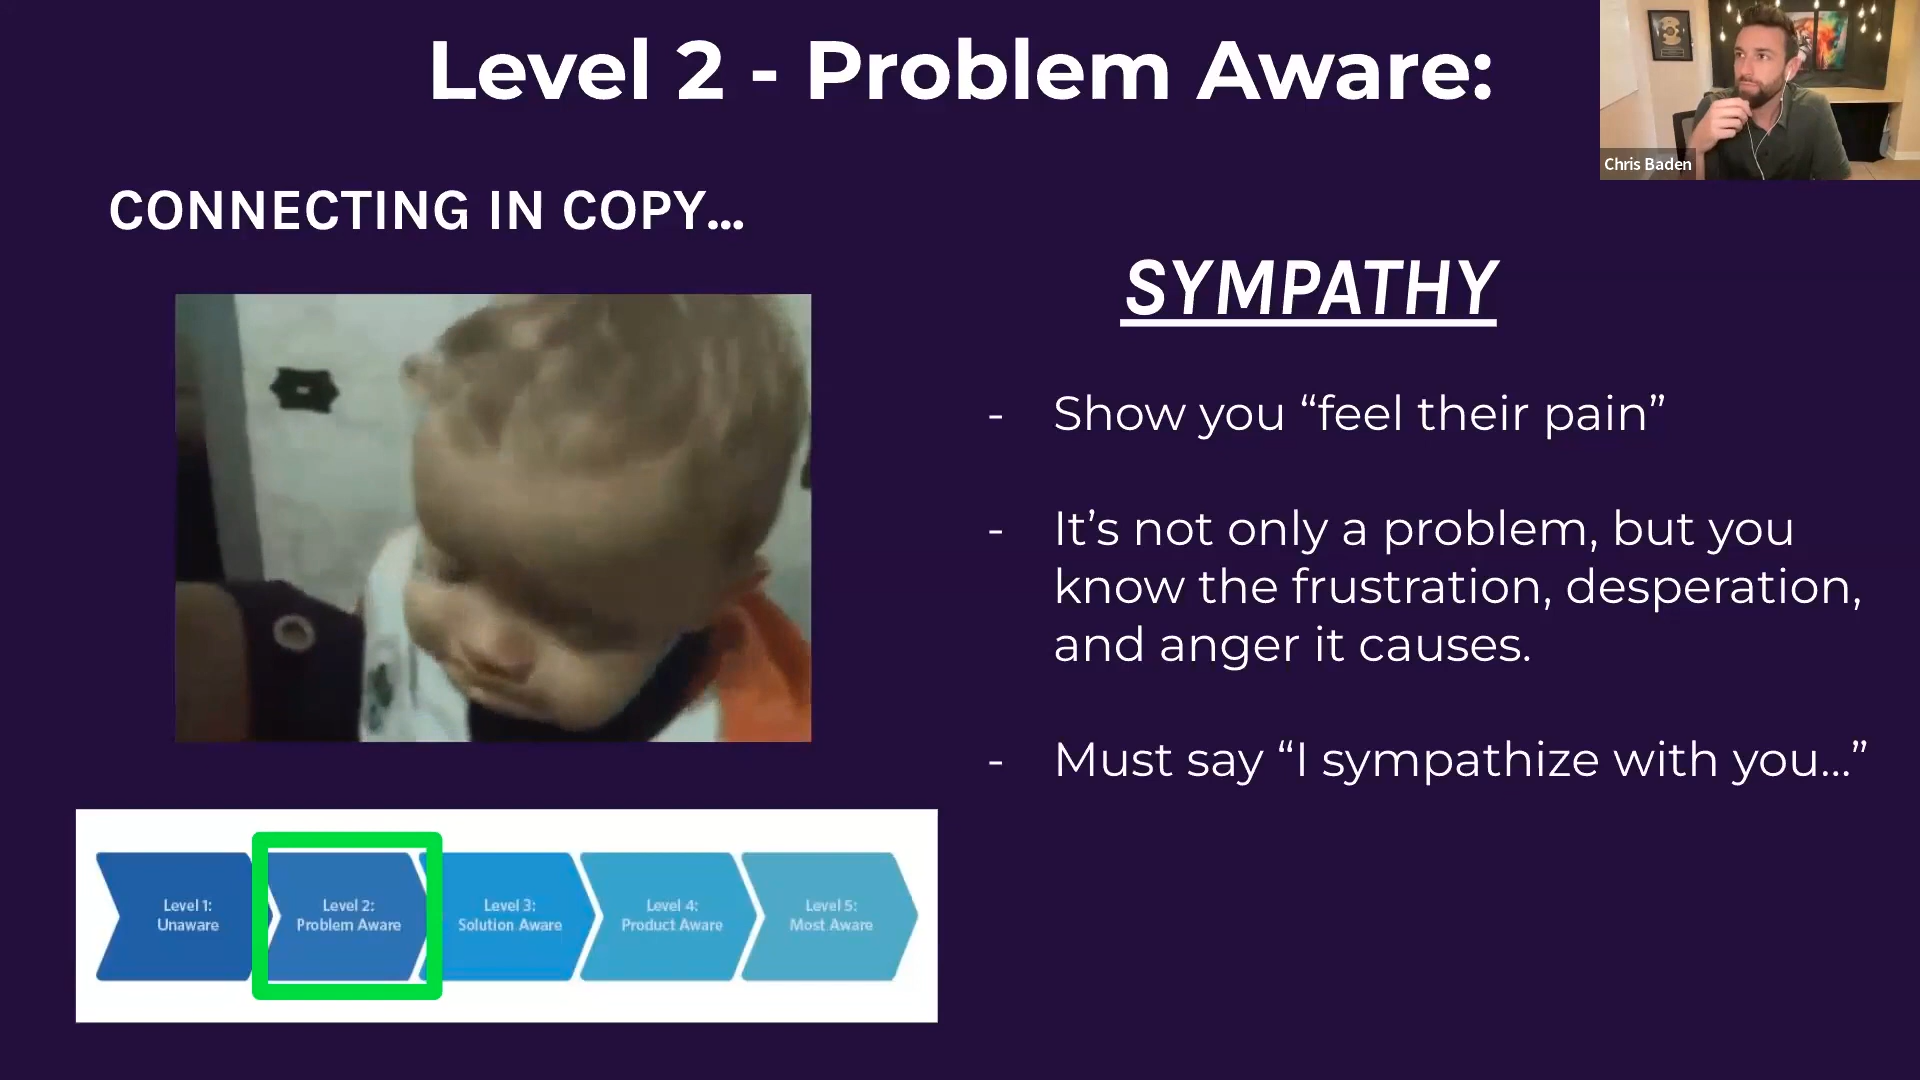 Level 2 - Problem Aware:
Chris Baden
CONNECTING IN COPY...
SYMPATHY
- Show you “feel their pain”
- It’s not only a problem, but you
know the frustration, desperation,
and anger it causes.
- Must say “I sympathize with you...”
Level 1:
Unaware
Level 2:
Problem Aware
Level 3:
Solution Aware
Level 4:
Product Aware
Level 5:
Most Aware